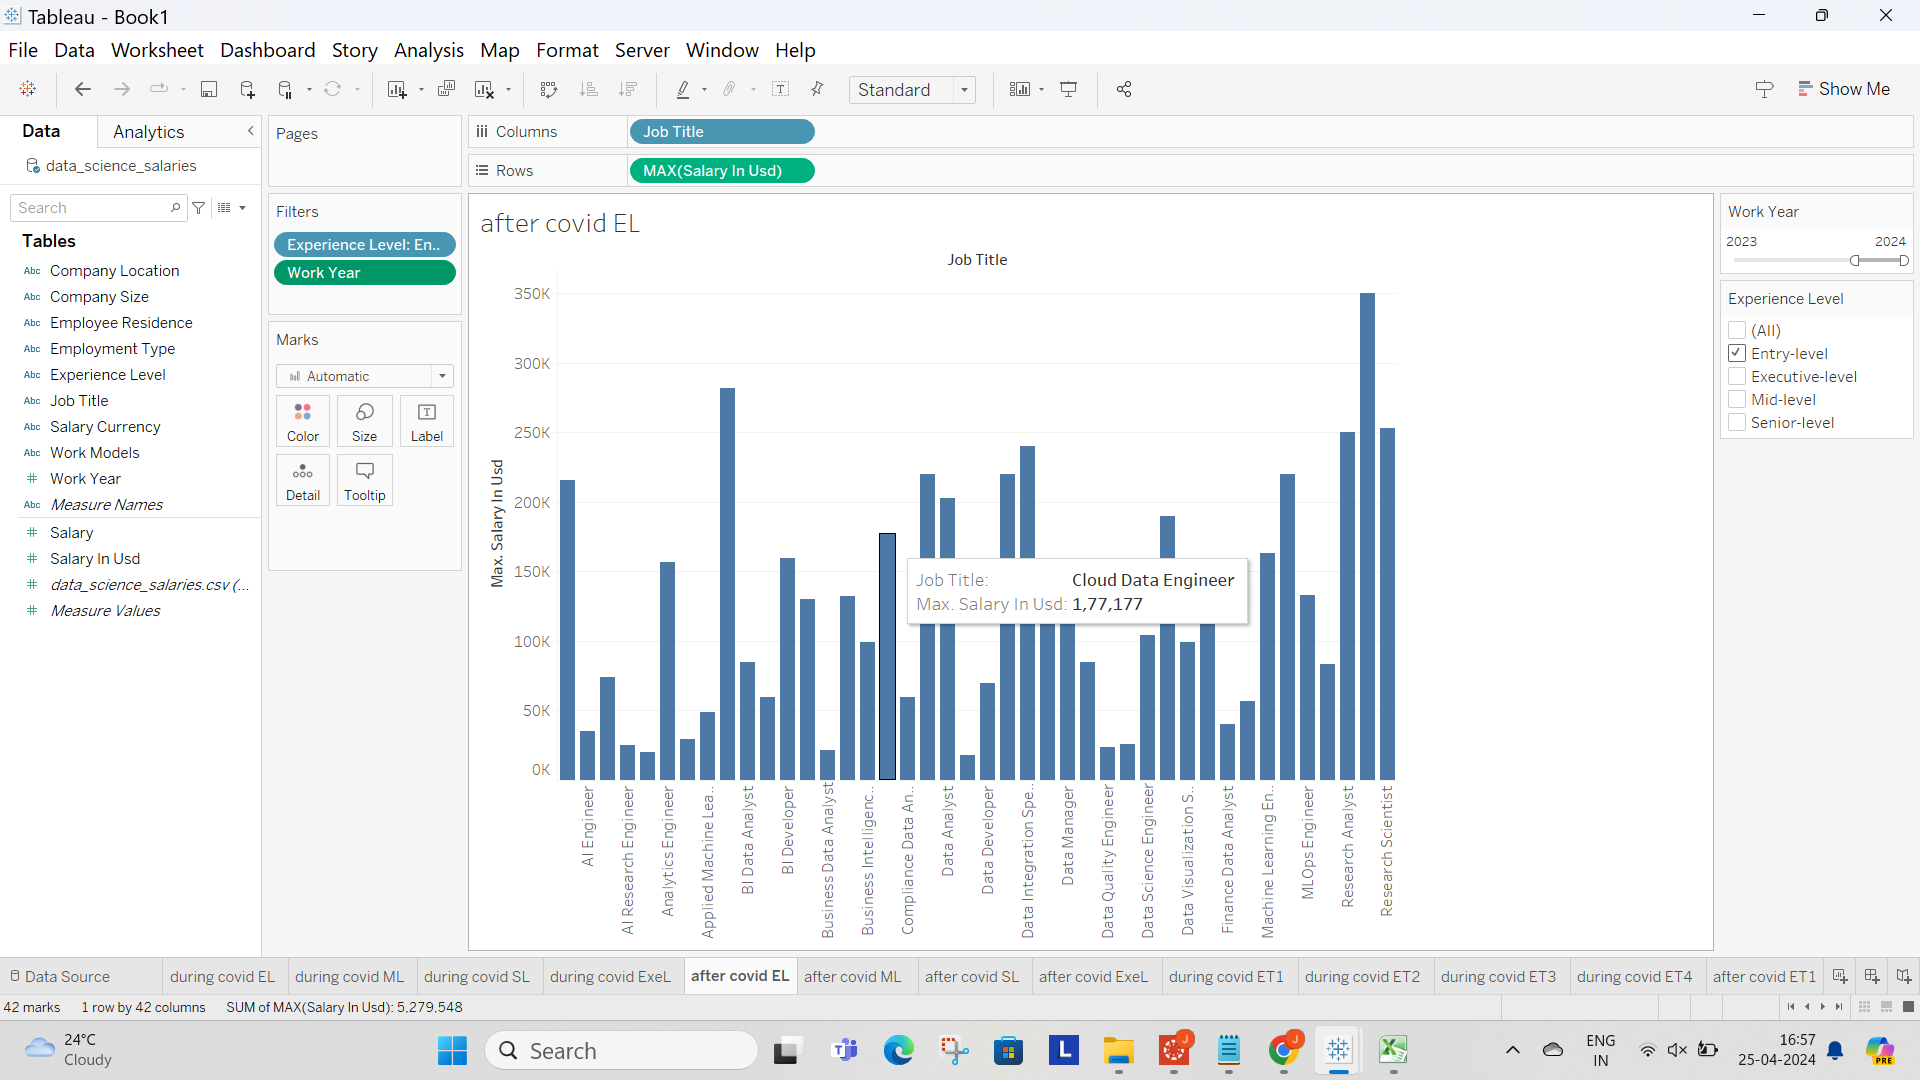 Tableau - Book1
File Data Worksheet Dashboard Story Analysis Map Format Server Window Help
Standard
Show Me
Data
Analytics
Pages
Columns
Job Title
data_science_salaries
Rows
MAX(Salary In Usd)
Search
Tables
Abc Company Location
Abc Company Size
Abc Employee Residence
Abc Employment Type
Abc Experience Level
Abc Job Title
Abc Salary Currency
Abc Work Models
# Work Year
Abc Measure Names
# Salary
# Salary In Usd
# data_science_salaries.csv (...
# Measure Values
Filters
Experience Level: En..
Work Year
Marks
Automatic
Color
Size
Label
Detail
Tooltip
after covid EL
Job Title
Max. Salary In Usd
350K
300K
250K
200K
150K
100K
50K
0K
Job Title: Cloud Data Engineer
Max. Salary In Usd: 1,77,177
AI Engineer
AI Research Engineer
Analytics Engineer
Applied Machine Lea..
BI Data Analyst
BI Developer
Business Data Analyst
Business Intelligenc..
Compliance Data An..
Data Analyst
Data Developer
Data Integration Spe..
Data Manager
Data Quality Engineer
Data Science Engineer
Data Visualization S..
Finance Data Analyst
Machine Learning En..
MLOps Engineer
Research Analyst
Research Scientist
Work Year
2023
2024
Experience Level
(All)
Entry-level
Executive-level
Mid-level
Senior-level
Data Source
during covid EL
during covid ML
during covid SL
during covid ExeL
after covid EL
after covid ML
after covid SL
after covid ExeL
during covid ET1
during covid ET2
during covid ET3
during covid ET4
after covid ET1
42 marks
1 row by 42 columns
SUM of MAX(Salary In Usd): 5,279,548
24°C
Cloudy
Search
L
J
J
ENG
IN
16:57
25-04-2024
PRE